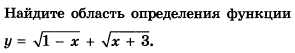 Найдите область определения функции
y = √1 − x + √x + 3.